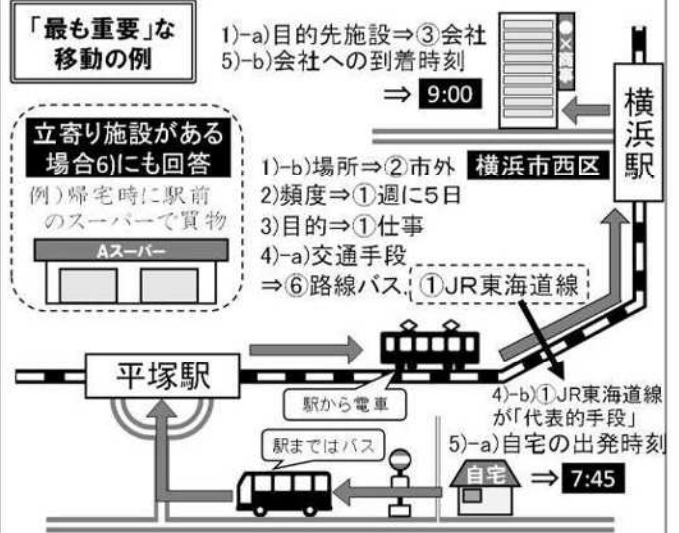 「最も重要」な
移動の例
1)-a)目的先施設⇒③会社
5)-b)会社への到着時刻
⇒ 9:00
●×商事
横浜駅
立寄り施設がある
場合6)にも回答
例)帰宅時に駅前
のスーパーで買物
Aスーパー
1)-b)場所⇒②市外 横浜市西区
2)頻度⇒①週に5日
3)目的⇒①仕事
4)-a)交通手段
⇒⑥路線バス,①JR東海道線
平塚駅
駅から電車
4)-b)①JR東海道線
が「代表的手段」
駅まではバス
5)-a)自宅の出発時刻
自宅 ⇒ 7:45